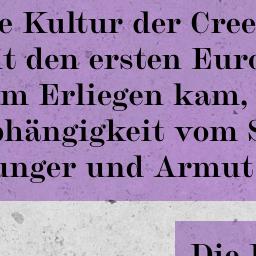 e Kultur der Cree
t den ersten Euro
m Erliegen kam,
bhängigkeit vom S
unger und Armut
Die